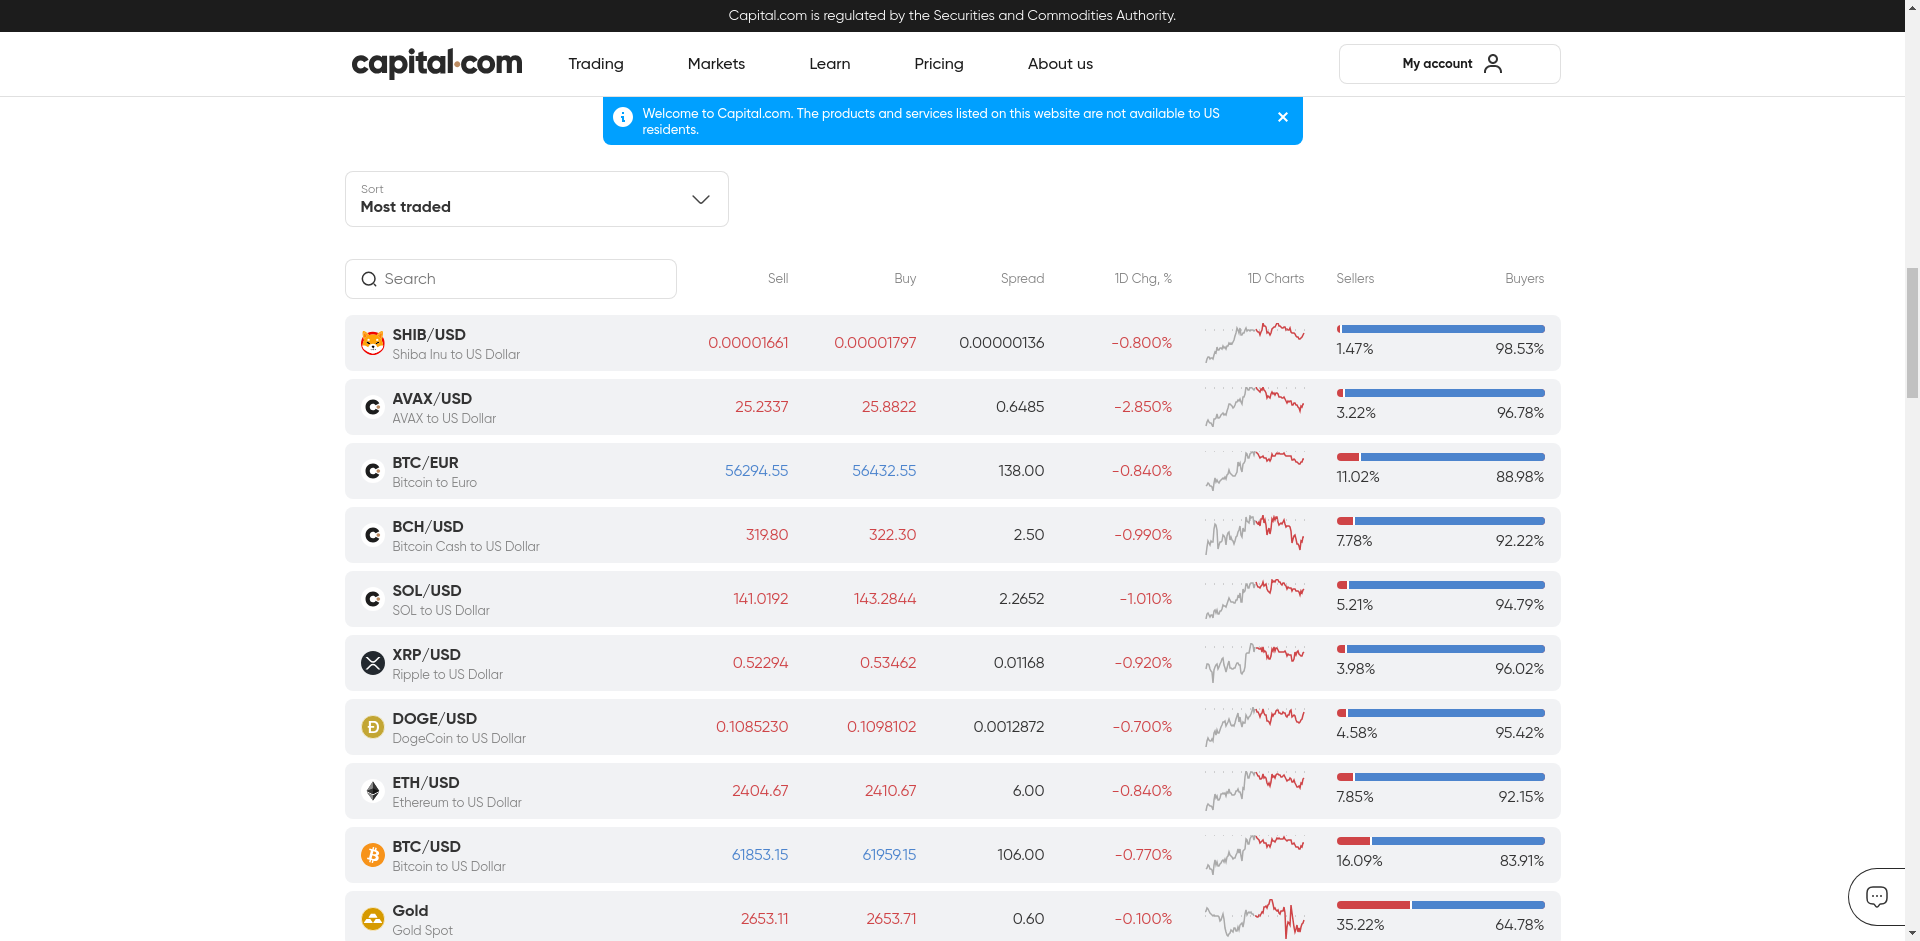 Capital.com is regulated by the Securities and Commodities Authority.
capital.com Trading Markets Learn Pricing About us My account
Welcome to Capital.com. The products and services listed on this website are not available to US
residents.
Sort
Most traded
Search Sell Buy Spread 1D Chg, % 1D Charts Sellers Buyers
SHIB/USD
Shiba Inu to US Dollar
0.00001661 0.00001797 0.00000136 -0.800% 1.47% 98.53%
AVAX/USD
AVAX to US Dollar
25.2337 25.8822 0.6485 -2.850% 3.22% 96.78%
BTC/EUR
Bitcoin to Euro
56294.55 56432.55 138.00 -0.840% 11.02% 88.98%
BCH/USD
Bitcoin Cash to US Dollar
319.80 322.30 2.50 -0.990% 7.78% 92.22%
SOL/USD
SOL to US Dollar
141.0192 143.2844 2.2652 -1.010% 5.21% 94.79%
XRP/USD
Ripple to US Dollar
0.52294 0.53462 0.01168 -0.920% 3.98% 96.02%
DOGE/USD
DogeCoin to US Dollar
0.1085230 0.1098102 0.0012872 -0.700% 4.58% 95.42%
ETH/USD
Ethereum to US Dollar
2404.67 2410.67 6.00 -0.840% 7.85% 92.15%
BTC/USD
Bitcoin to US Dollar
61853.15 61959.15 106.00 -0.770% 16.09% 83.91%
Gold
Gold Spot
2653.11 2653.71 0.60 -0.100% 35.22% 64.78%